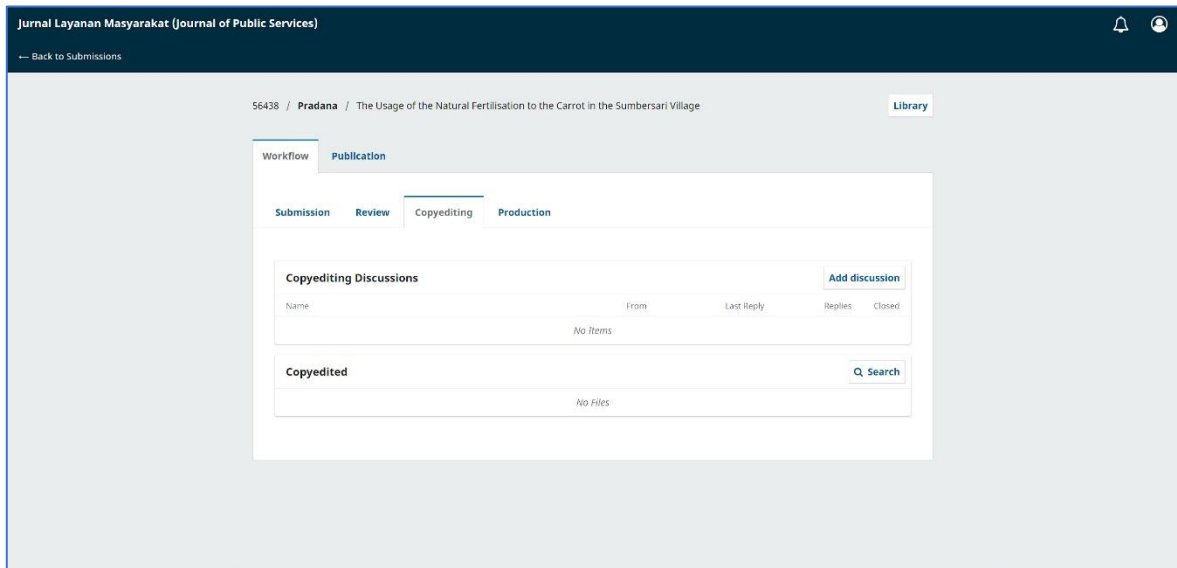 Jurnal Layanan Masyarakat (Journal of Public Services)
← Back to Submissions
56438 / Pradana / The Usage of the Natural Fertilisation to the Carrot in the Sumbersari Village
Library
Workflow Publication
Submission Review Copyediting Production
Copyediting Discussions Add discussion
Name From Last Reply Replies Closed
No Items
Copyedited Search
No Files